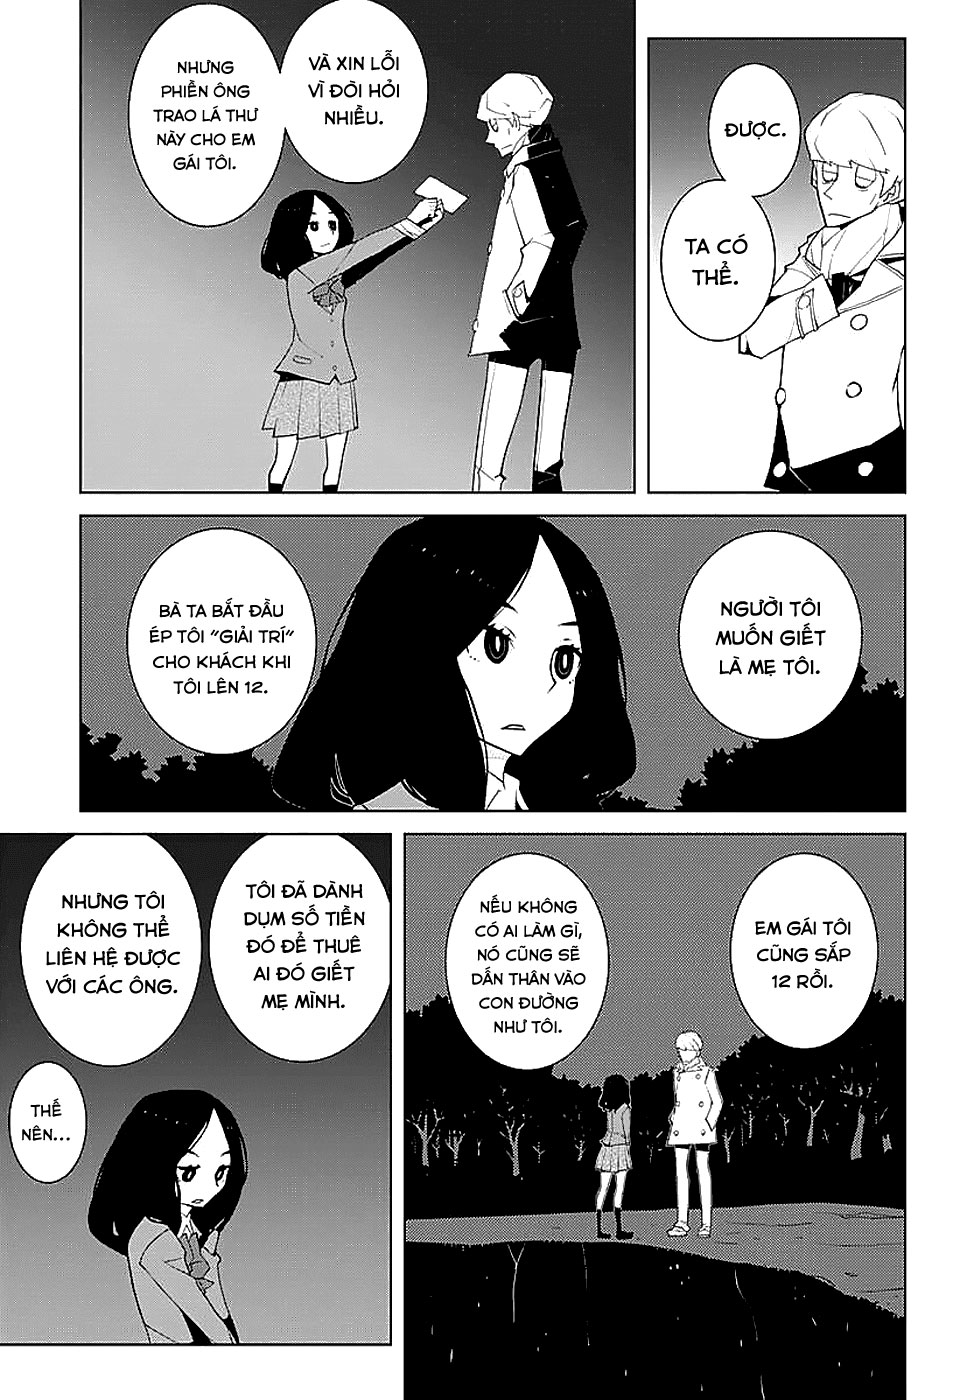 ĐƯỢC.
TA CÓ
THỂ.
VÀ XIN LỖI
VÌ ĐÒI HỎI
NHIỀU.
NHƯNG
PHIỀN ÔNG
TRAO LÁ THƯ
NÀY CHO EM
GÁI TÔI.
NGƯỜI TÔI
MUỐN GIẾT
LÀ MẸ TÔI.
BÀ TA BẮT ĐẦU
ÉP TÔI "GIẢI TRÍ"
CHO KHÁCH KHI
TÔI LÊN 12.
EM GÁI TÔI
CŨNG SẮP
12 RỒI.
NẾU KHÔNG
CÓ AI LÀM GÌ,
NÓ CŨNG SẼ
DẤN THÂN VÀO
CON ĐƯỜNG
NHƯ TÔI.
TÔI ĐÃ DÀNH
DỤM SỐ TIỀN
ĐÓ ĐỂ THUÊ
AI ĐÓ GIẾT
MẸ MÌNH.
NHƯNG TÔI
KHÔNG THỂ
LIÊN HỆ ĐƯỢC
VỚI CÁC ÔNG.
THẾ
NÊN...